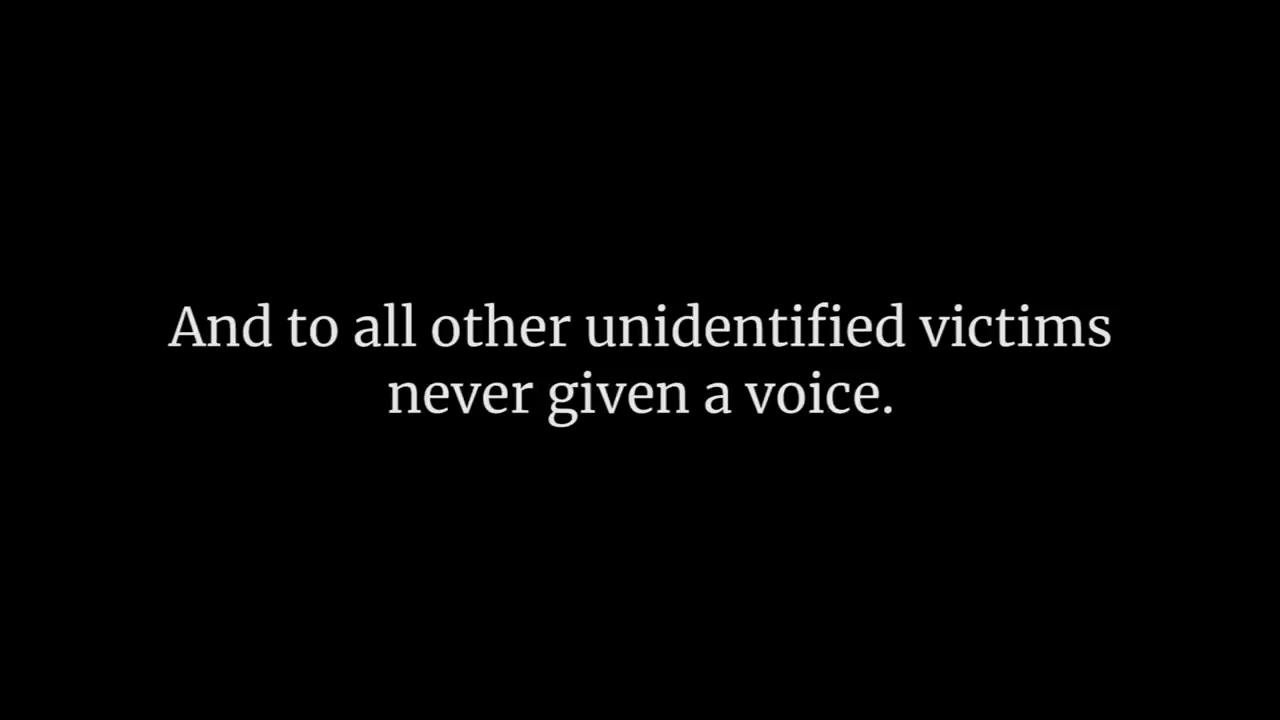 And to all other unidentified victims
never given a voice.